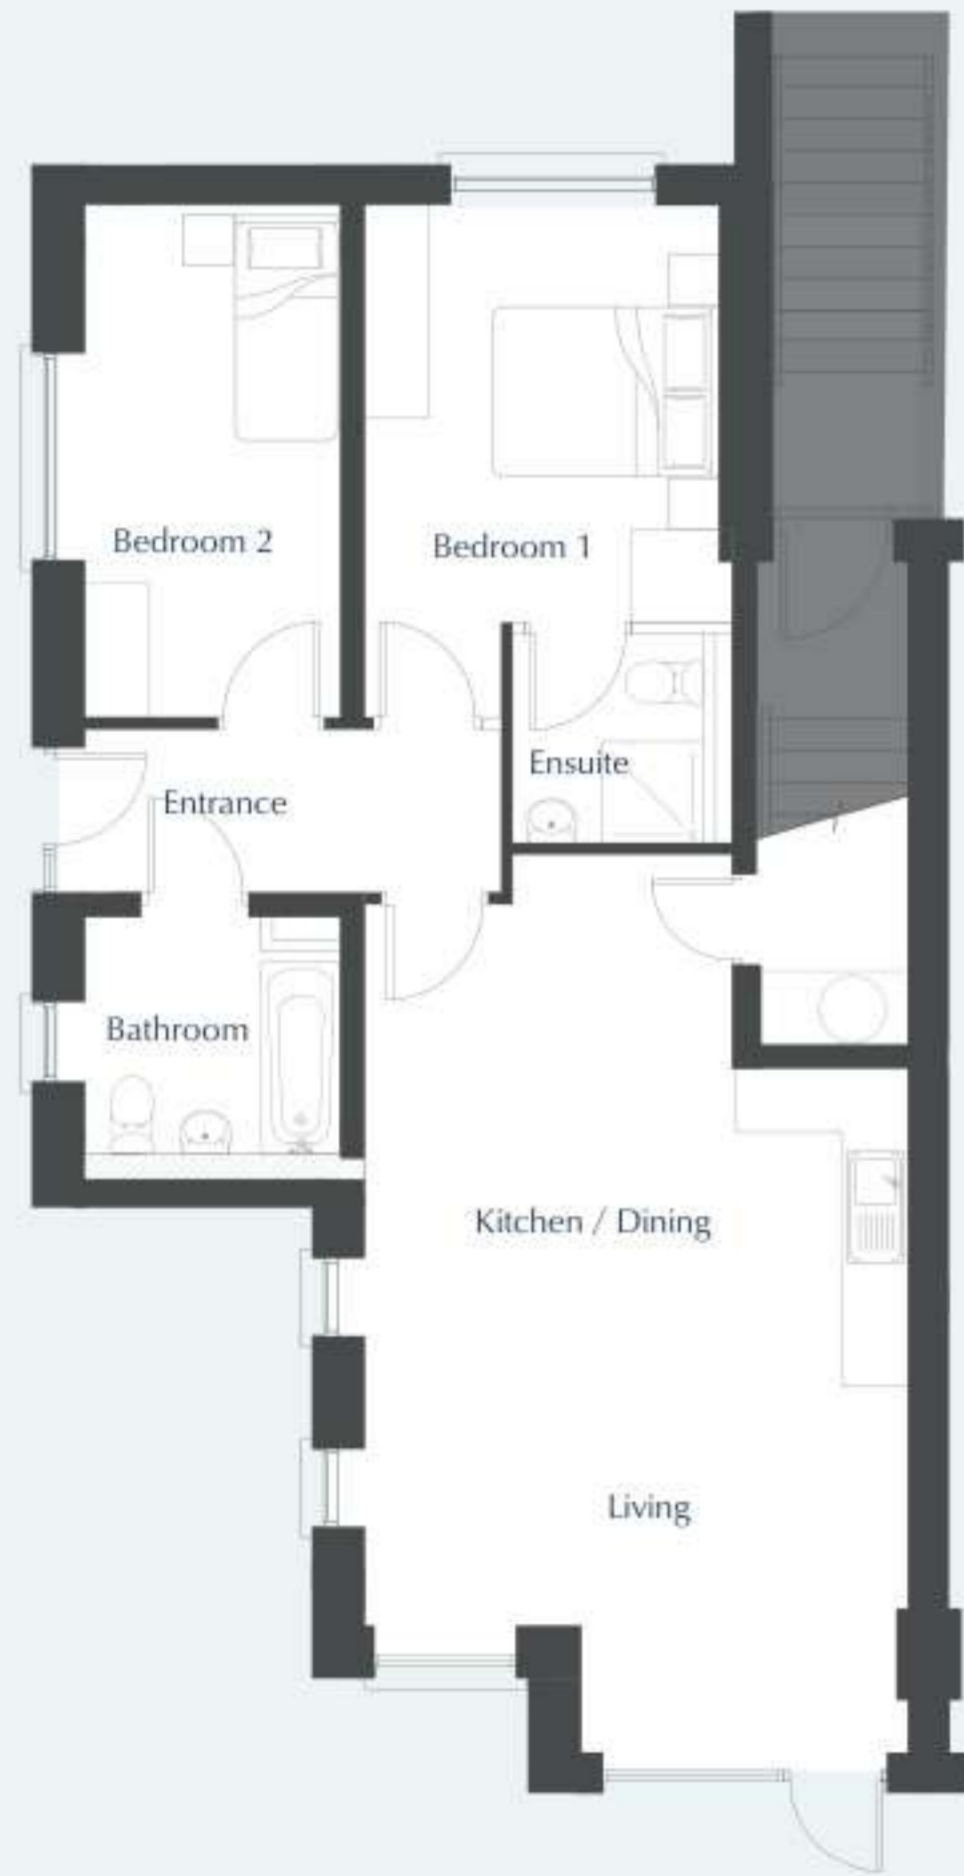 Bedroom 2
Bedroom 1
Ensuite
Entrance
Bathroom
Kitchen / Dining
Living